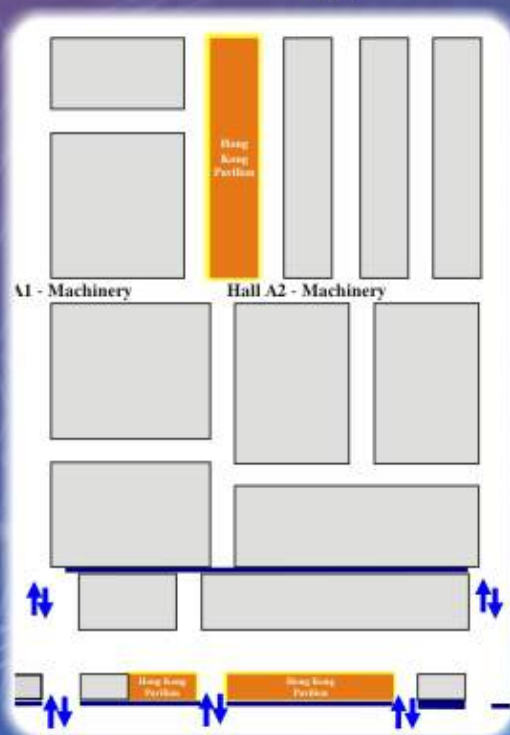 Hong
Kong
Pavilion
A1 - Machinery
Hall A2 - Machinery
Hong Kong
Pavilion
Hong Kong
Pavilion